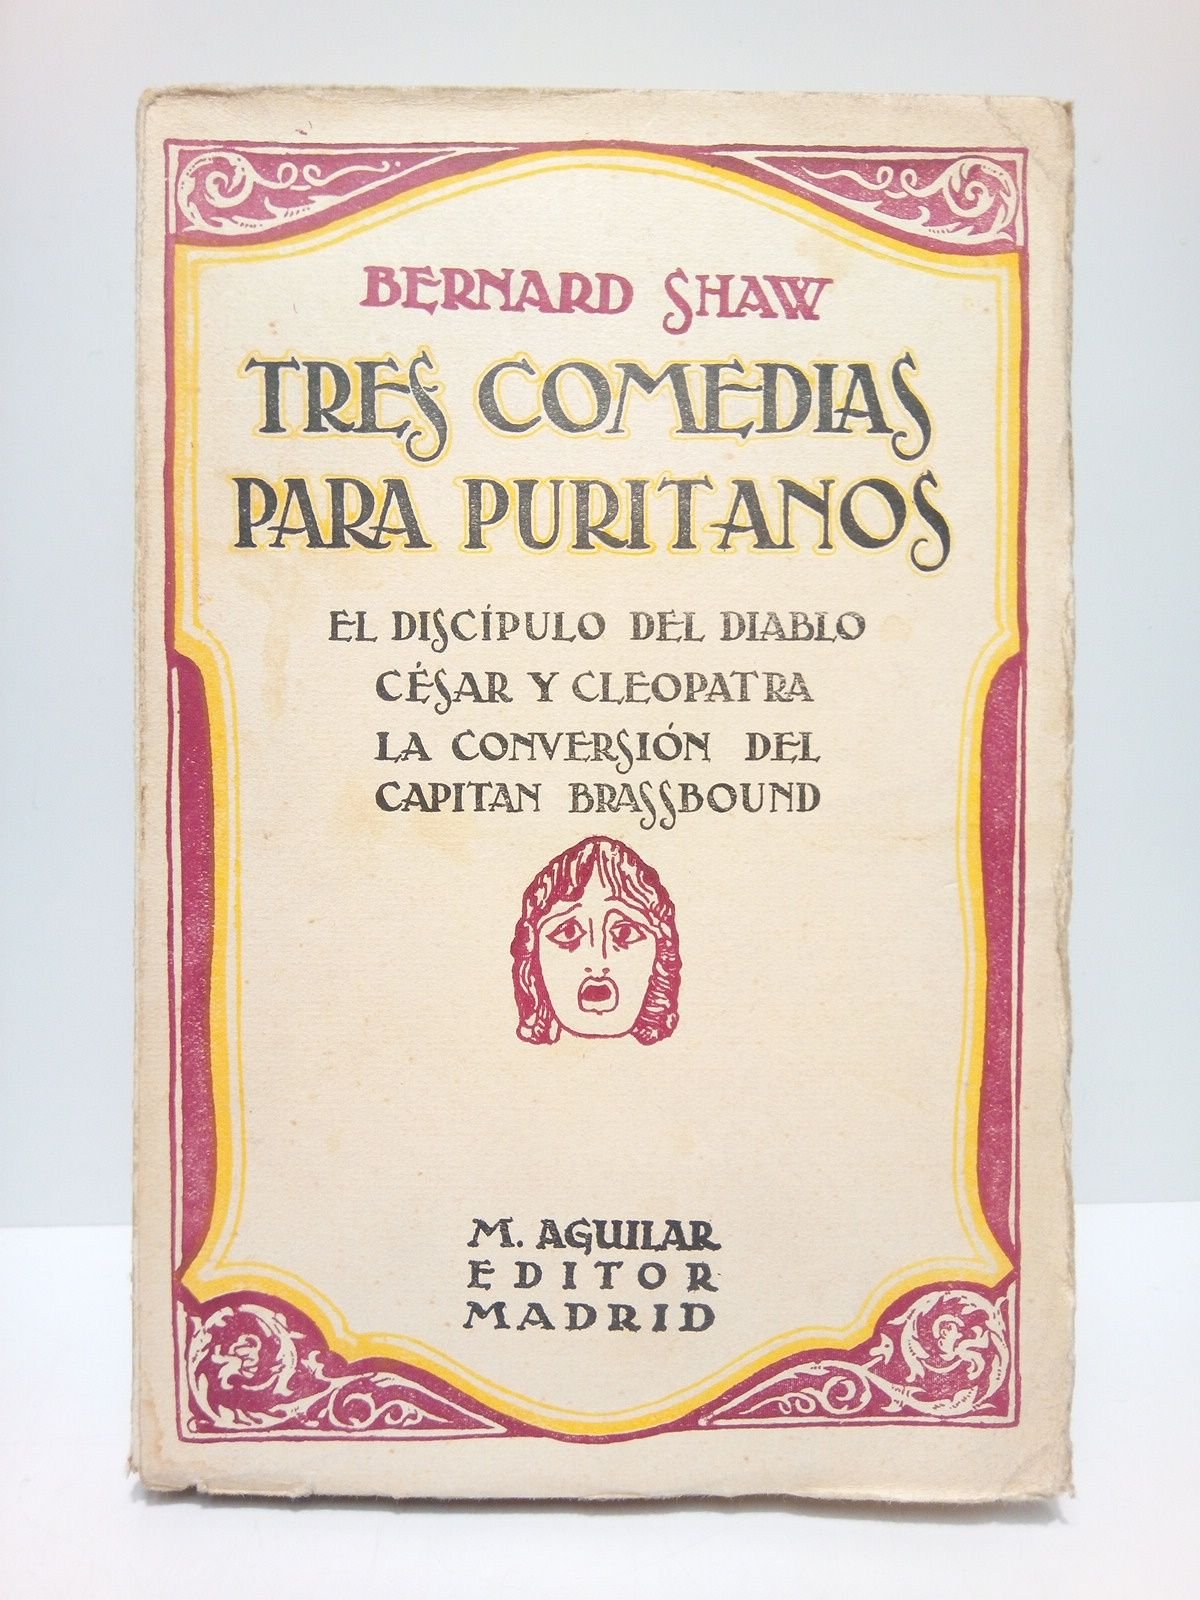 BERNARD SHAW
TRES COMEDIAS
PARA PURITANOS
EL DISCÍPULO DEL DIABLO
CÉSAR Y CLEOPATRA
LA CONVERSIÓN DEL
CAPITAN BRASSBOUND
M. AGUILAR
EDITOR
MADRID